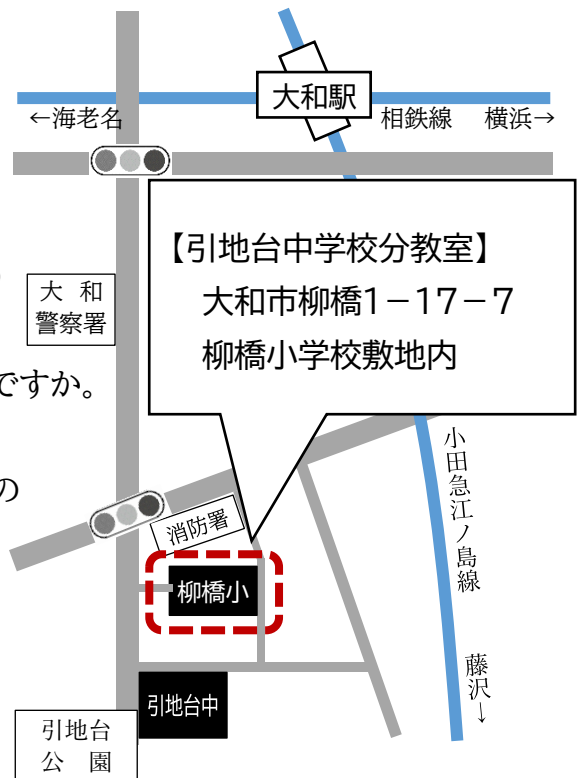 大和駅
←海老名
相鉄線
横浜→
【引地台中学校分教室】
大和市柳橋1－17－7
柳橋小学校敷地内
大 和
警察署
ですか。
の
小田急江ノ島線
消防署
柳橋小
藤沢↓
引地台中
引地台
公 園